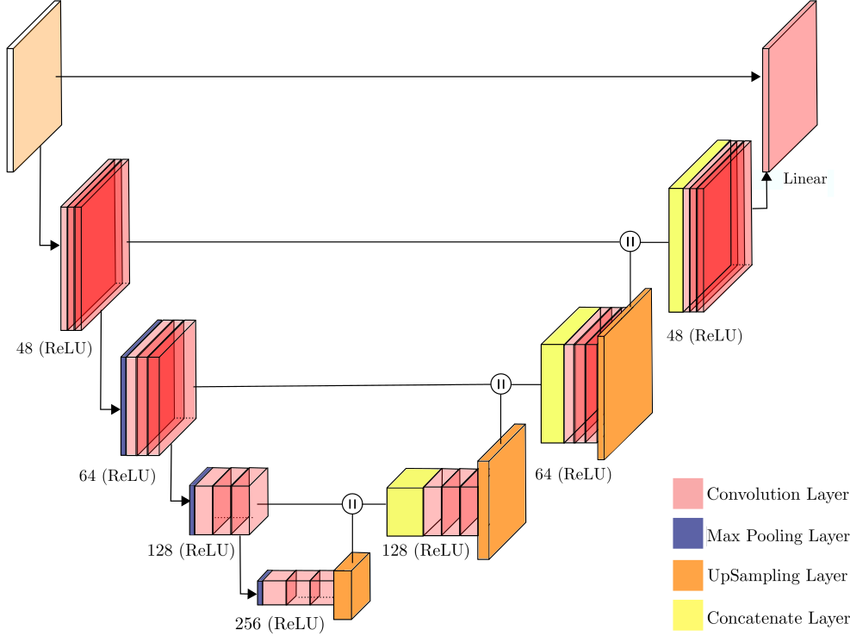 Linear
48 (ReLU)
48 (ReLU)
64 (ReLU)
64 (ReLU)
128 (ReLU)
128 (ReLU)
256 (ReLU)
Convolution Layer
Max Pooling Layer
UpSampling Layer
Concatenate Layer